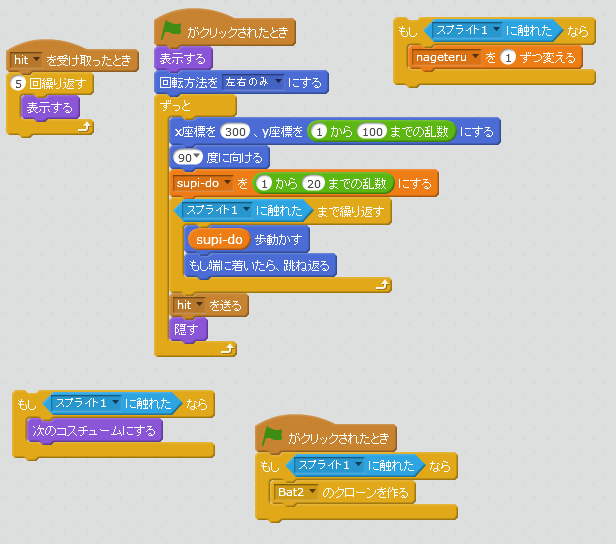 hit を受け取ったとき
5 回繰り返す
表示する
がクリックされたとき
表示する
回転方法を 左右のみ にする
ずっと
x座標を 300 、y座標を 1 から 100 までの乱数 にする
90 度に向ける
supi-do を 1 から 20 までの乱数 にする
スプライト1 に触れた まで繰り返す
supi-do 歩動かす
もし端に着いたら、跳ね返る
hit を送る
隠す
もし スプライト1 に触れた なら
nageteru を 1 ずつ変える
もし スプライト1 に触れた なら
次のコスチュームにする
がクリックされたとき
もし スプライト1 に触れた なら
Bat2 のクローンを作る